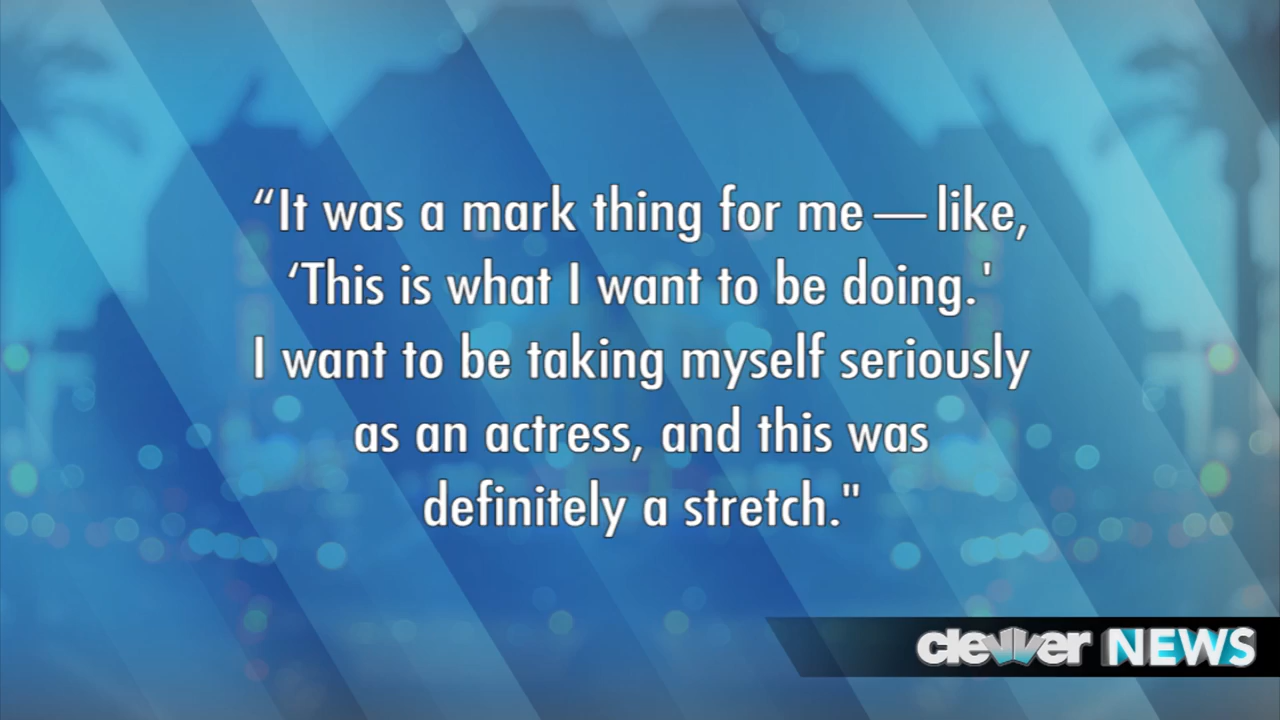 “It was a mark thing for me — like,
‘This is what I want to be doing.'
I want to be taking myself seriously
as an actress, and this was
definitely a stretch."
clevver NEWS